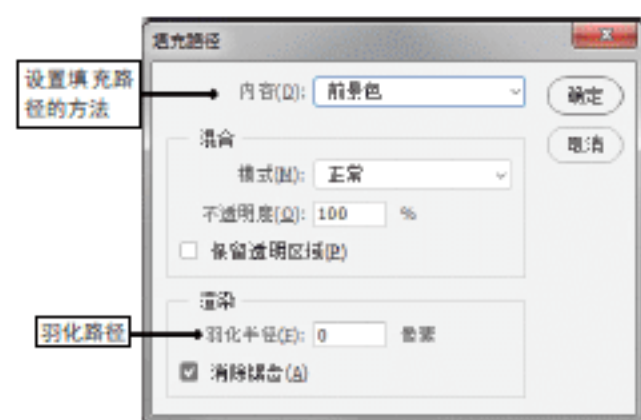 填充路径
设置填充路
径的方法
内容(O): 前景色
确定
取消
混合
模式(M): 正常
不透明度(O): 100 %
保留透明区域(P)
渲染
羽化路径
羽化半径(E): 0 像素
消除锯齿(A)